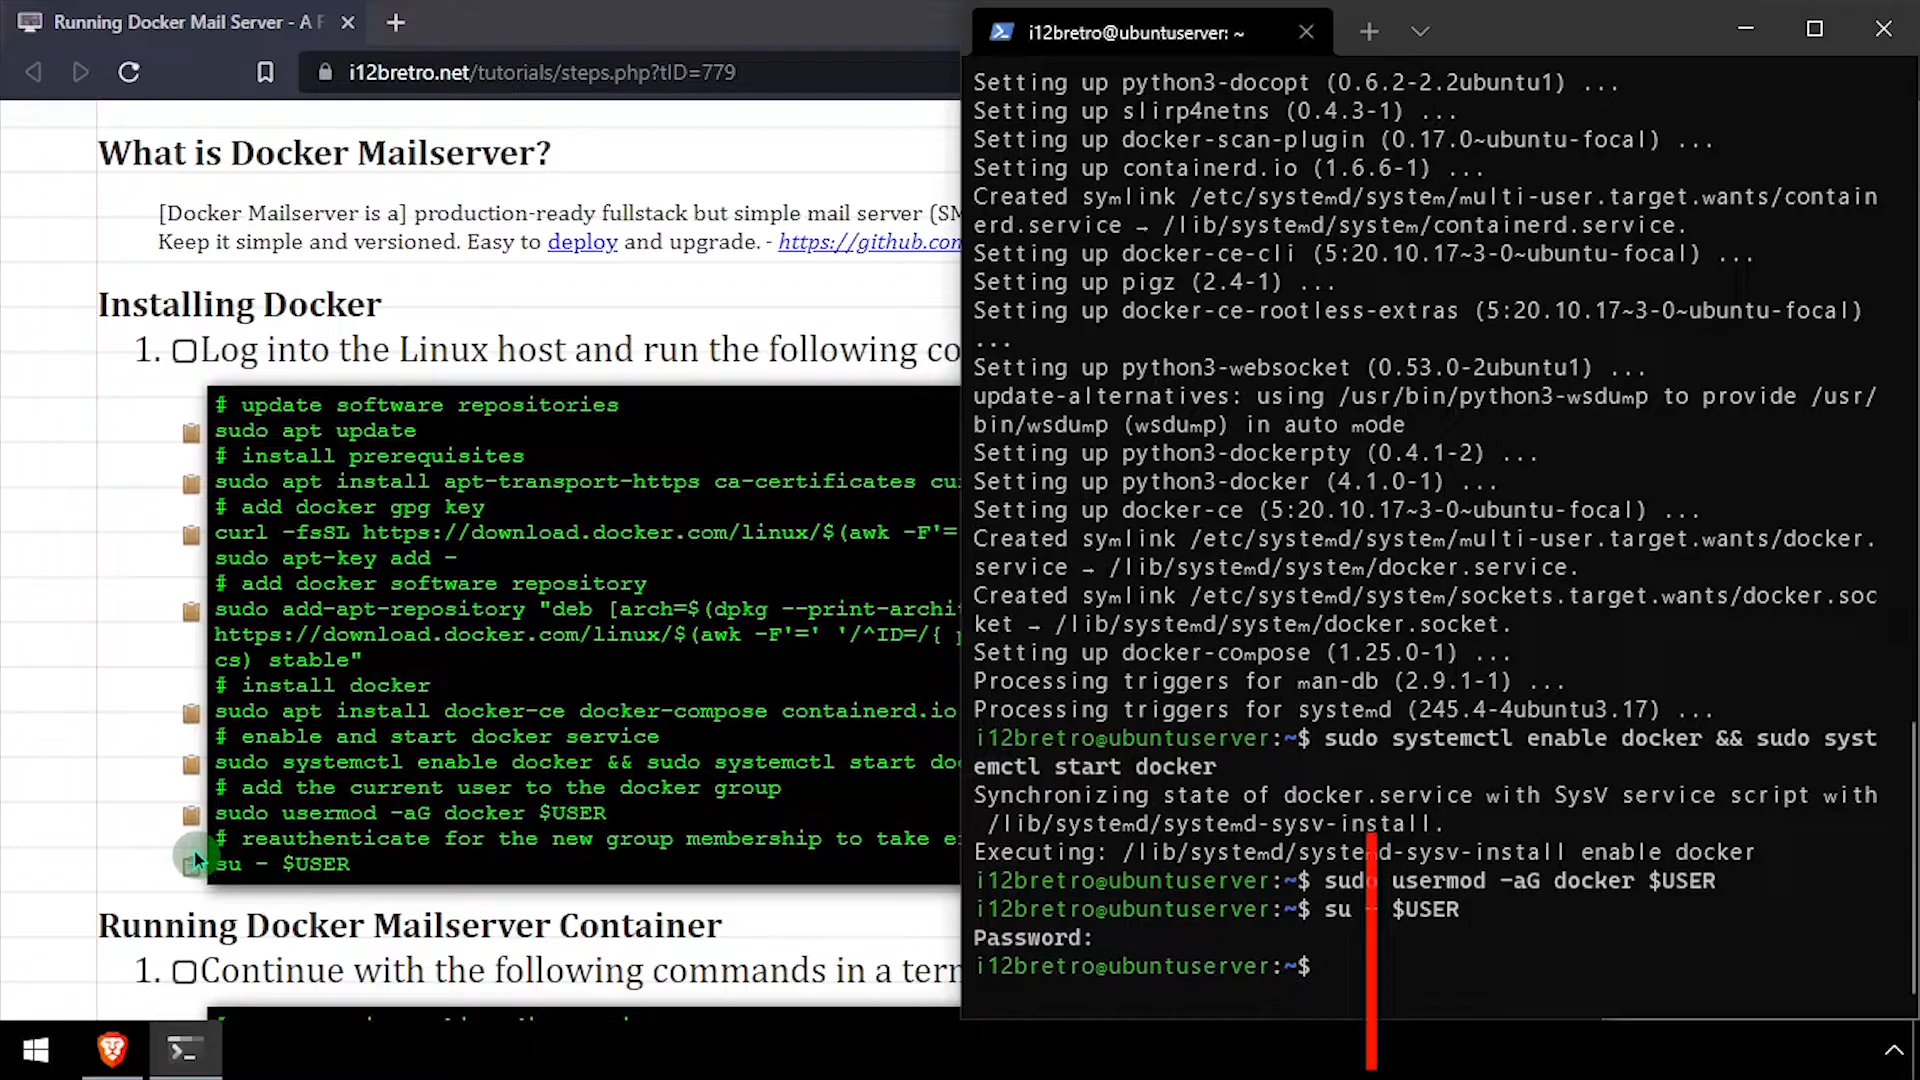 Running Docker Mail Server - A F
i12bretro.net/tutorials/steps.php?tID=779
What is Docker Mailserver?
[Docker Mailserver is a] production-ready fullstack but simple mail server (SM
Keep it simple and versioned. Easy to deploy and upgrade. - https://github.com
Installing Docker
1. Log into the Linux host and run the following co
# update software repositories
sudo apt update
# install prerequisites
sudo apt install apt-transport-https ca-certificates cu
# add docker gpg key
curl -fsSL https://download.docker.com/linux/$(awk -F'=
sudo apt-key add -
# add docker software repository
sudo add-apt-repository "deb [arch=$(dpkg --print-archi
https://download.docker.com/linux/$(awk -F'=' '/^ID=/{ p
cs) stable"
# install docker
sudo apt install docker-ce docker-compose containerd.io
# enable and start docker service
sudo systemctl enable docker && sudo systemctl start doc
# add the current user to the docker group
sudo usermod -aG docker $USER
# reauthenticate for the new group membership to take e
su - $USER
Running Docker Mailserver Container
1. Continue with the following commands in a term
i12bretro@ubuntuserver: ~
Setting up python3-docopt (0.6.2-2.2ubuntu1) ...
Setting up slirp4netns (0.4.3-1) ...
Setting up docker-scan-plugin (0.17.0~ubuntu-focal) ...
Setting up containerd.io (1.6.6-1) ...
Created symlink /etc/systemd/system/multi-user.target.wants/contain
erd.service → /lib/systemd/system/containerd.service.
Setting up docker-ce-cli (5:20.10.17~3-0~ubuntu-focal) ...
Setting up pigz (2.4-1) ...
Setting up docker-ce-rootless-extras (5:20.10.17~3-0~ubuntu-focal)
...
Setting up python3-websocket (0.53.0-2ubuntu1) ...
update-alternatives: using /usr/bin/python3-wsdump to provide /usr/
bin/wsdump (wsdump) in auto mode
Setting up python3-dockerpty (0.4.1-2) ...
Setting up python3-docker (4.1.0-1) ...
Setting up docker-ce (5:20.10.17~3-0~ubuntu-focal) ...
Created symlink /etc/systemd/system/multi-user.target.wants/docker.
service → /lib/systemd/system/docker.service.
Created symlink /etc/systemd/system/sockets.target.wants/docker.soc
ket → /lib/systemd/system/docker.socket.
Setting up docker-compose (1.25.0-1) ...
Processing triggers for man-db (2.9.1-1) ...
Processing triggers for systemd (245.4-4ubuntu3.17) ...
i12bretro@ubuntuserver:~$ sudo systemctl enable docker && sudo syst
emctl start docker
Synchronizing state of docker.service with SysV service script with
/lib/systemd/systemd-sysv-install.
Executing: /lib/systemd/systemd-sysv-install enable docker
i12bretro@ubuntuserver:~$ sudo usermod -aG docker $USER
i12bretro@ubuntuserver:~$ su - $USER
Password:
i12bretro@ubuntuserver:~$